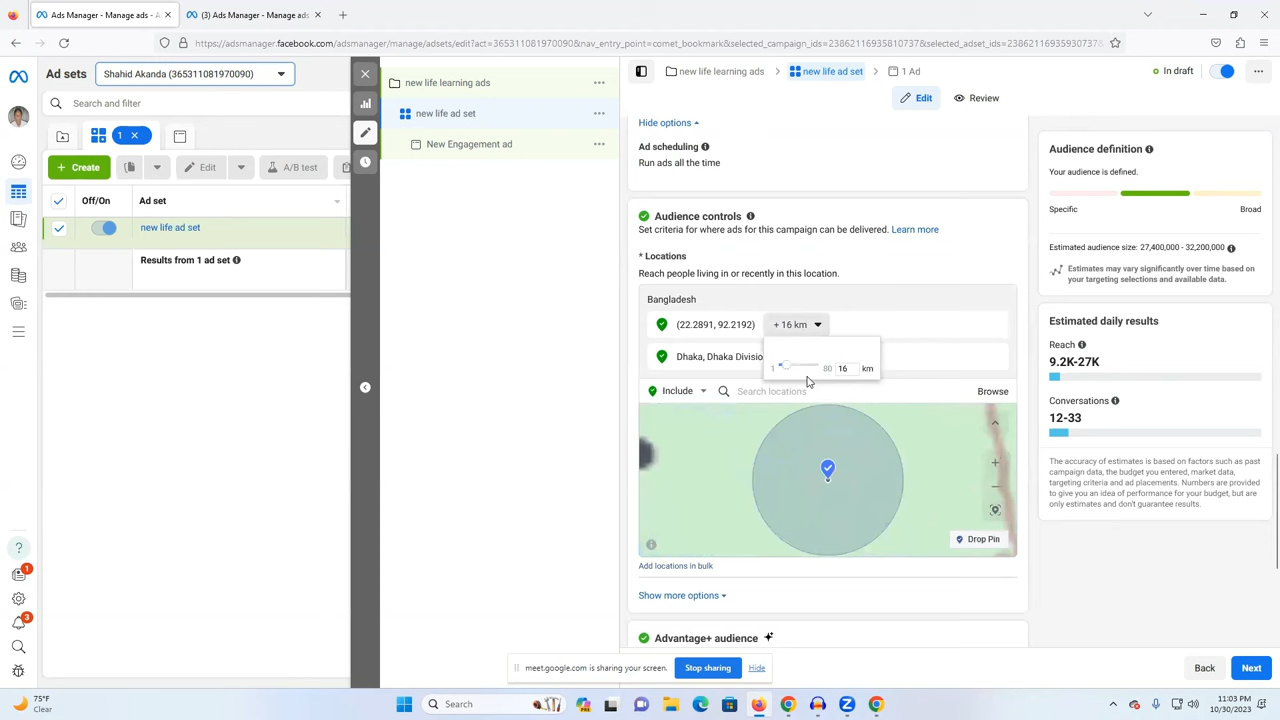 Ads Manager - Manage ads - A
(3) Ads Manager - Manage ads
https://adsmanager.facebook.com/adsmanager/manage/adsets/edit?act=365311081970090&nav_entry_point=comet_bookmark&selected_campaign_ids=23862116935810737&selected_adset_ids=23862116935930737
Ad sets
Shahid Akanda (365311081970090)
Search and filter
1
+ Create
Edit
A/B test
Off/On
Ad set
new life ad set
Results from 1 ad set
1
3
new life learning ads
new life ad set
New Engagement ad
new life learning ads
new life ad set
1 Ad
In draft
Edit
Review
Hide options
Ad scheduling
Run ads all the time
Audience controls
Set criteria for where ads for this campaign can be delivered. Learn more
* Locations
Reach people living in or recently in this location.
Bangladesh
(22.2891, 92.2192)
+ 16 km
Dhaka, Dhaka Divisio
1
80
16
km
Include
Search locations
Browse
Drop Pin
Add locations in bulk
Show more options
Advantage+ audience
Audience definition
Your audience is defined.
Specific
Broad
Estimated audience size: 27,400,000 - 32,200,000
Estimates may vary significantly over time based on
your targeting selections and available data.
Estimated daily results
Reach
9.2K-27K
Conversations
12-33
The accuracy of estimates is based on factors such as past
campaign data, the budget you entered, market data,
targeting criteria and ad placements. Numbers are provided
to give you an idea of performance for your budget, but are
only estimates and don't guarantee results.
Back
Next
meet.google.com is sharing your screen.
Stop sharing
Hide
75°F
Clear
Search
11:03 PM
10/30/2023